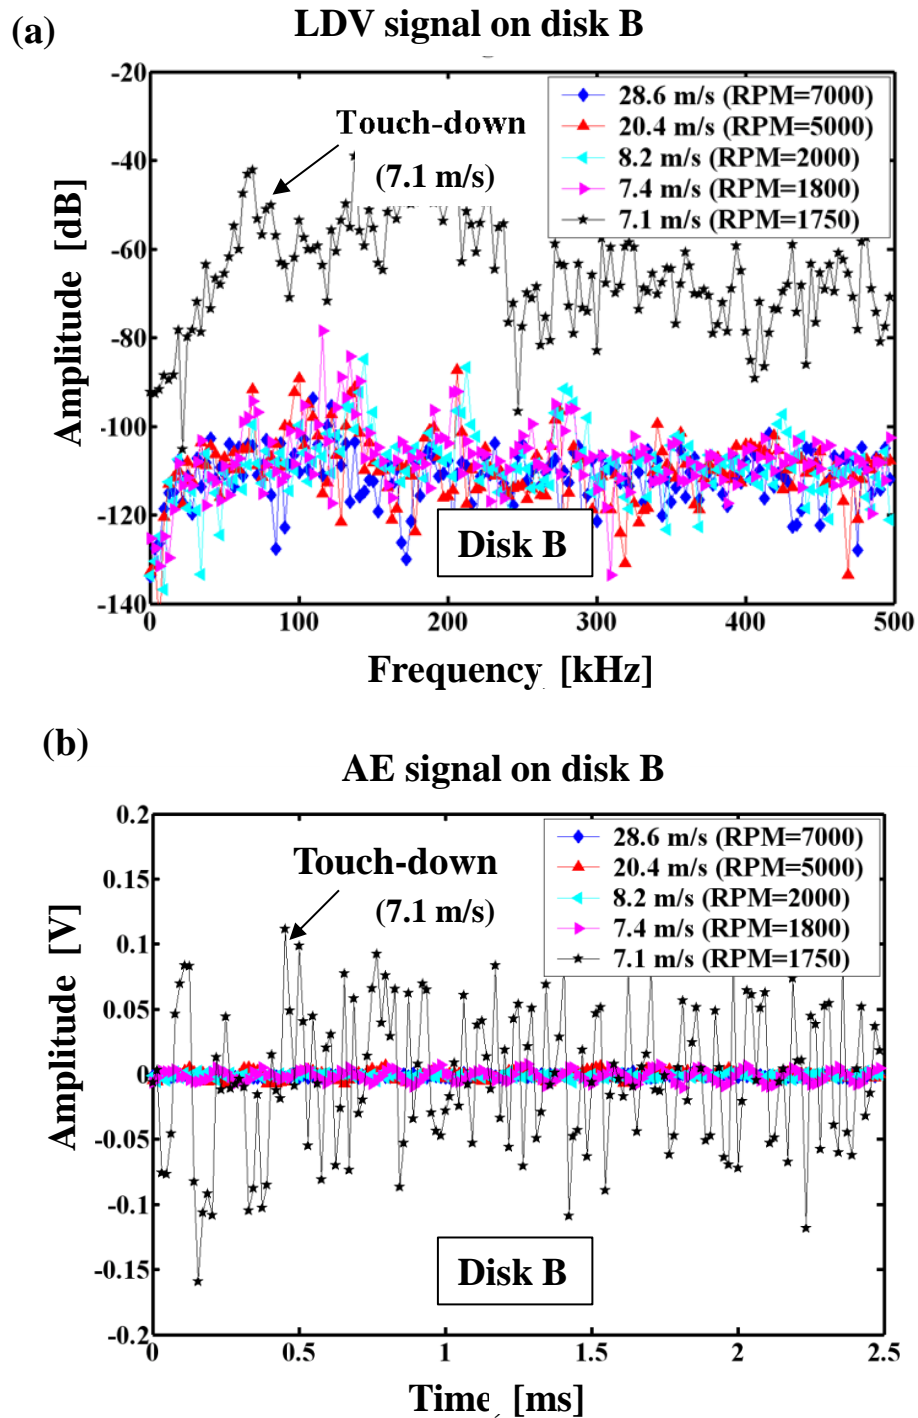 (a)
LDV signal on disk B
-20
-40
-60
-80
-100
-120
-140
Amplitude [dB]
28.6 m/s (RPM=7000)
20.4 m/s (RPM=5000)
8.2 m/s (RPM=2000)
7.4 m/s (RPM=1800)
7.1 m/s (RPM=1750)
Touch-down
(7.1 m/s)
Disk B
0
100
200
300
400
500
Frequency [kHz]
(b)
AE signal on disk B
0.2
0.15
0.1
0.05
0
-0.05
-0.1
-0.15
-0.2
Amplitude [V]
28.6 m/s (RPM=7000)
20.4 m/s (RPM=5000)
8.2 m/s (RPM=2000)
7.4 m/s (RPM=1800)
7.1 m/s (RPM=1750)
Touch-down
(7.1 m/s)
Disk B
0
0.5
1
1.5
2
2.5
Time [ms]